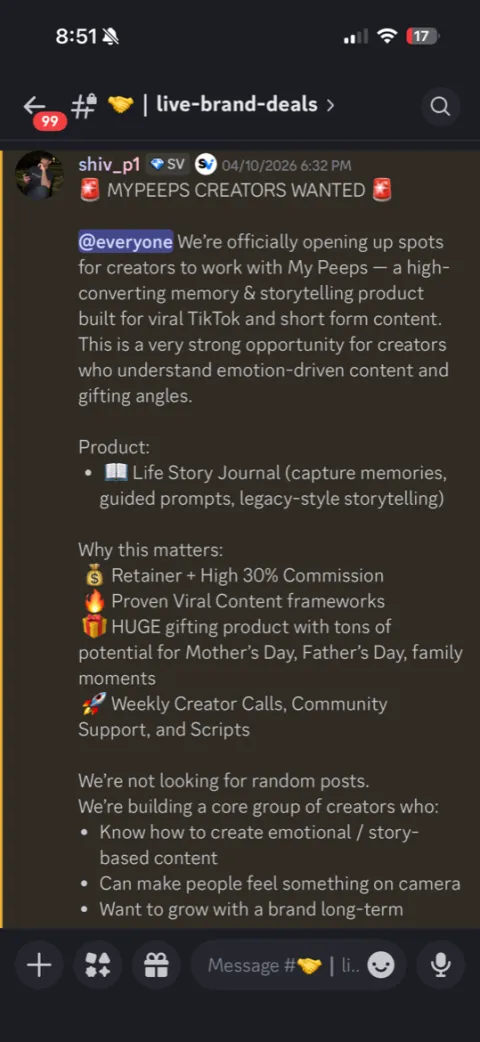 8:51
17
99
# 🤝 | live-brand-deals >
shiv_p1 💎 SV SV 04/10/2026 6:32 PM
🚨 MYPEEPS CREATORS WANTED 🚨
@everyone We're officially opening up spots
for creators to work with My Peeps — a high-
converting memory & storytelling product
built for viral TikTok and short form content.
This is a very strong opportunity for creators
who understand emotion-driven content and
gifting angles.
Product:
• 📖 Life Story Journal (capture memories,
guided prompts, legacy-style storytelling)
Why this matters:
💰 Retainer + High 30% Commission
🔥 Proven Viral Content frameworks
🎁 HUGE gifting product with tons of
potential for Mother's Day, Father's Day, family
moments
🚀 Weekly Creator Calls, Community
Support, and Scripts
We're not looking for random posts.
We're building a core group of creators who:
• Know how to create emotional / story-
based content
• Can make people feel something on camera
• Want to grow with a brand long-term
Message #🤝 | li..